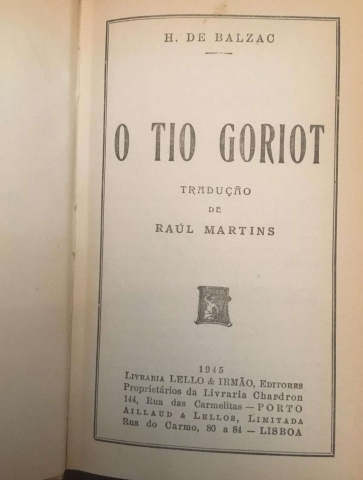 H. DE BALZAC
O TIO GORIOT
TRADUÇÃO
DE
RAÚL MARTINS
1945
LIVRARIA LELLO & IRMÃO, EDITORES
Proprietários da Livraria Chardron
144, Rua das Carmelitas — PORTO
AILLAUD & LELLOS, LIMITADA
Rua do Carmo, 80 a 84 — LISBOA